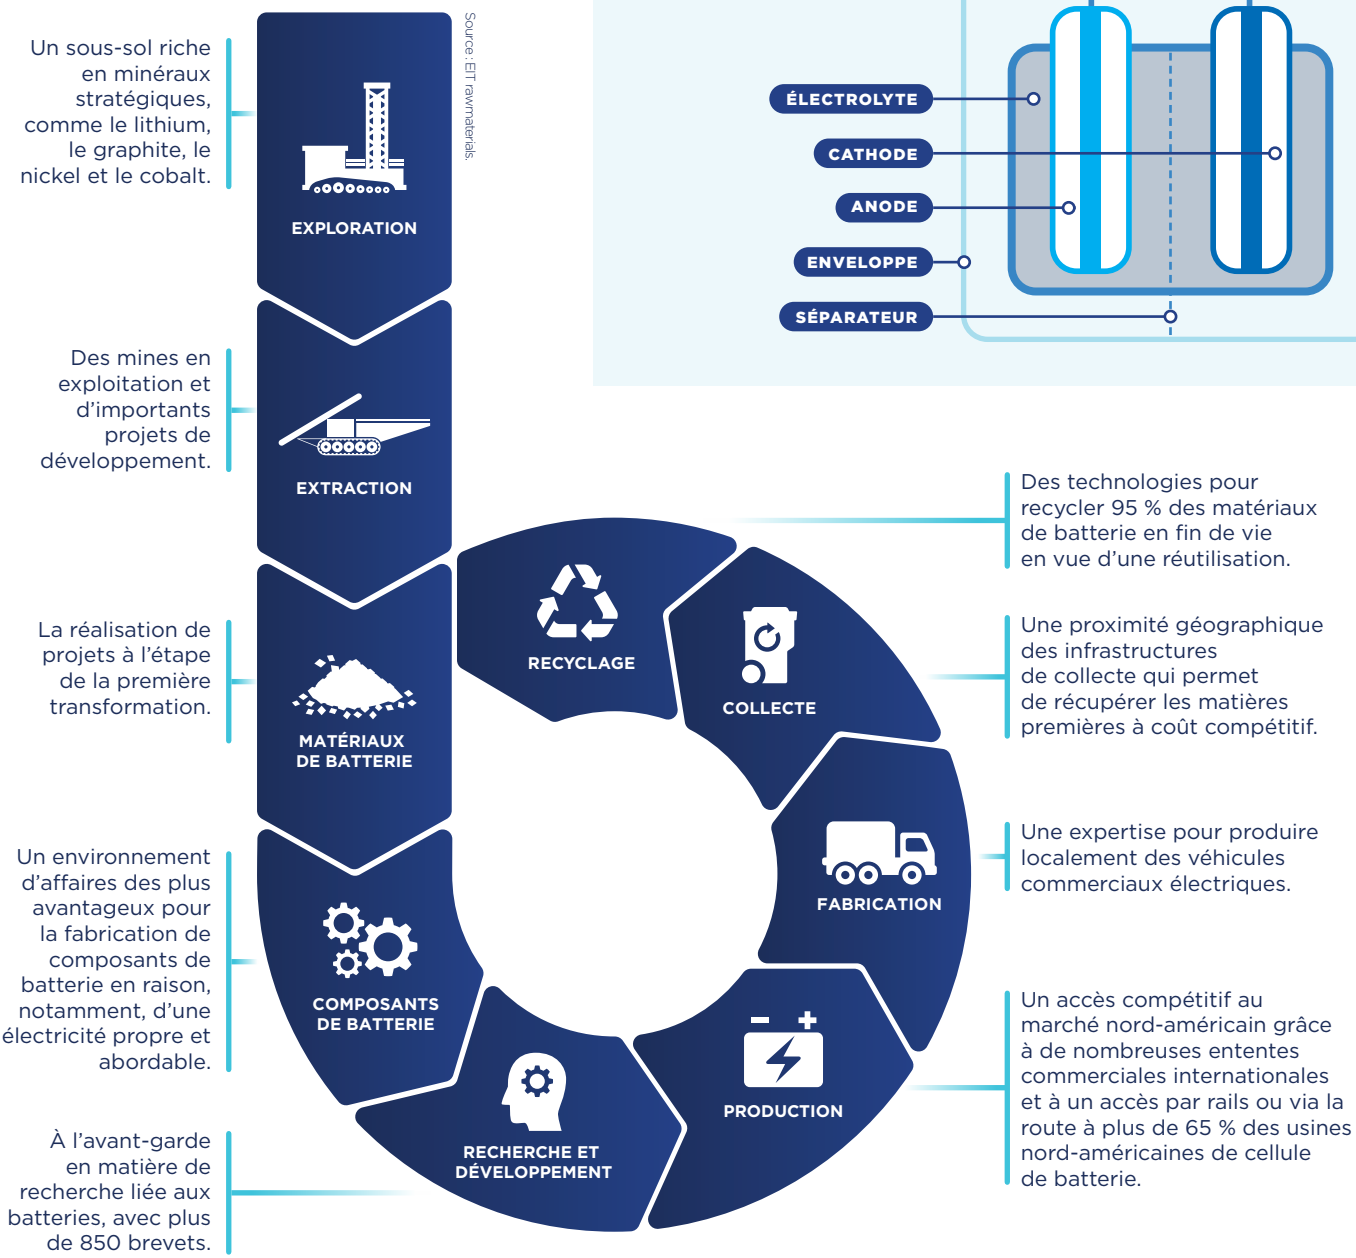 Un sous-sol riche
en minéraux
stratégiques,
comme le lithium,
le graphite, le
nickel et le cobalt.
EXPLORATION
Source : EIT rawmaterials.
ÉLECTROLYTE
CATHODE
ANODE
ENVELOPPE
SÉPARATEUR
Des mines en
exploitation et
d’importants
projets de
développement.
EXTRACTION
La réalisation de
projets à l’étape
de la première
transformation.
MATÉRIAUX
DE BATTERIE
Un environnement
d’affaires des plus
avantageux pour
la fabrication de
composants de
batterie en raison,
notamment, d’une
électricité propre et
abordable.
COMPOSANTS
DE BATTERIE
À l’avant-garde
en matière de
recherche liée aux
batteries, avec plus
de 850 brevets.
RECHERCHE ET
DÉVELOPPEMENT
PRODUCTION
Un accès compétitif au
marché nord-américain grâce
à de nombreuses ententes
commerciales internationales
et à un accès par rails ou via la
route à plus de 65 % des usines
nord-américaines de cellule
de batterie.
FABRICATION
Une expertise pour produire
localement des véhicules
commerciaux électriques.
COLLECTE
Une proximité géographique
des infrastructures
de collecte qui permet
de récupérer les matières
premières à coût compétitif.
RECYCLAGE
Des technologies pour
recycler 95 % des matériaux
de batterie en fin de vie
en vue d’une réutilisation.